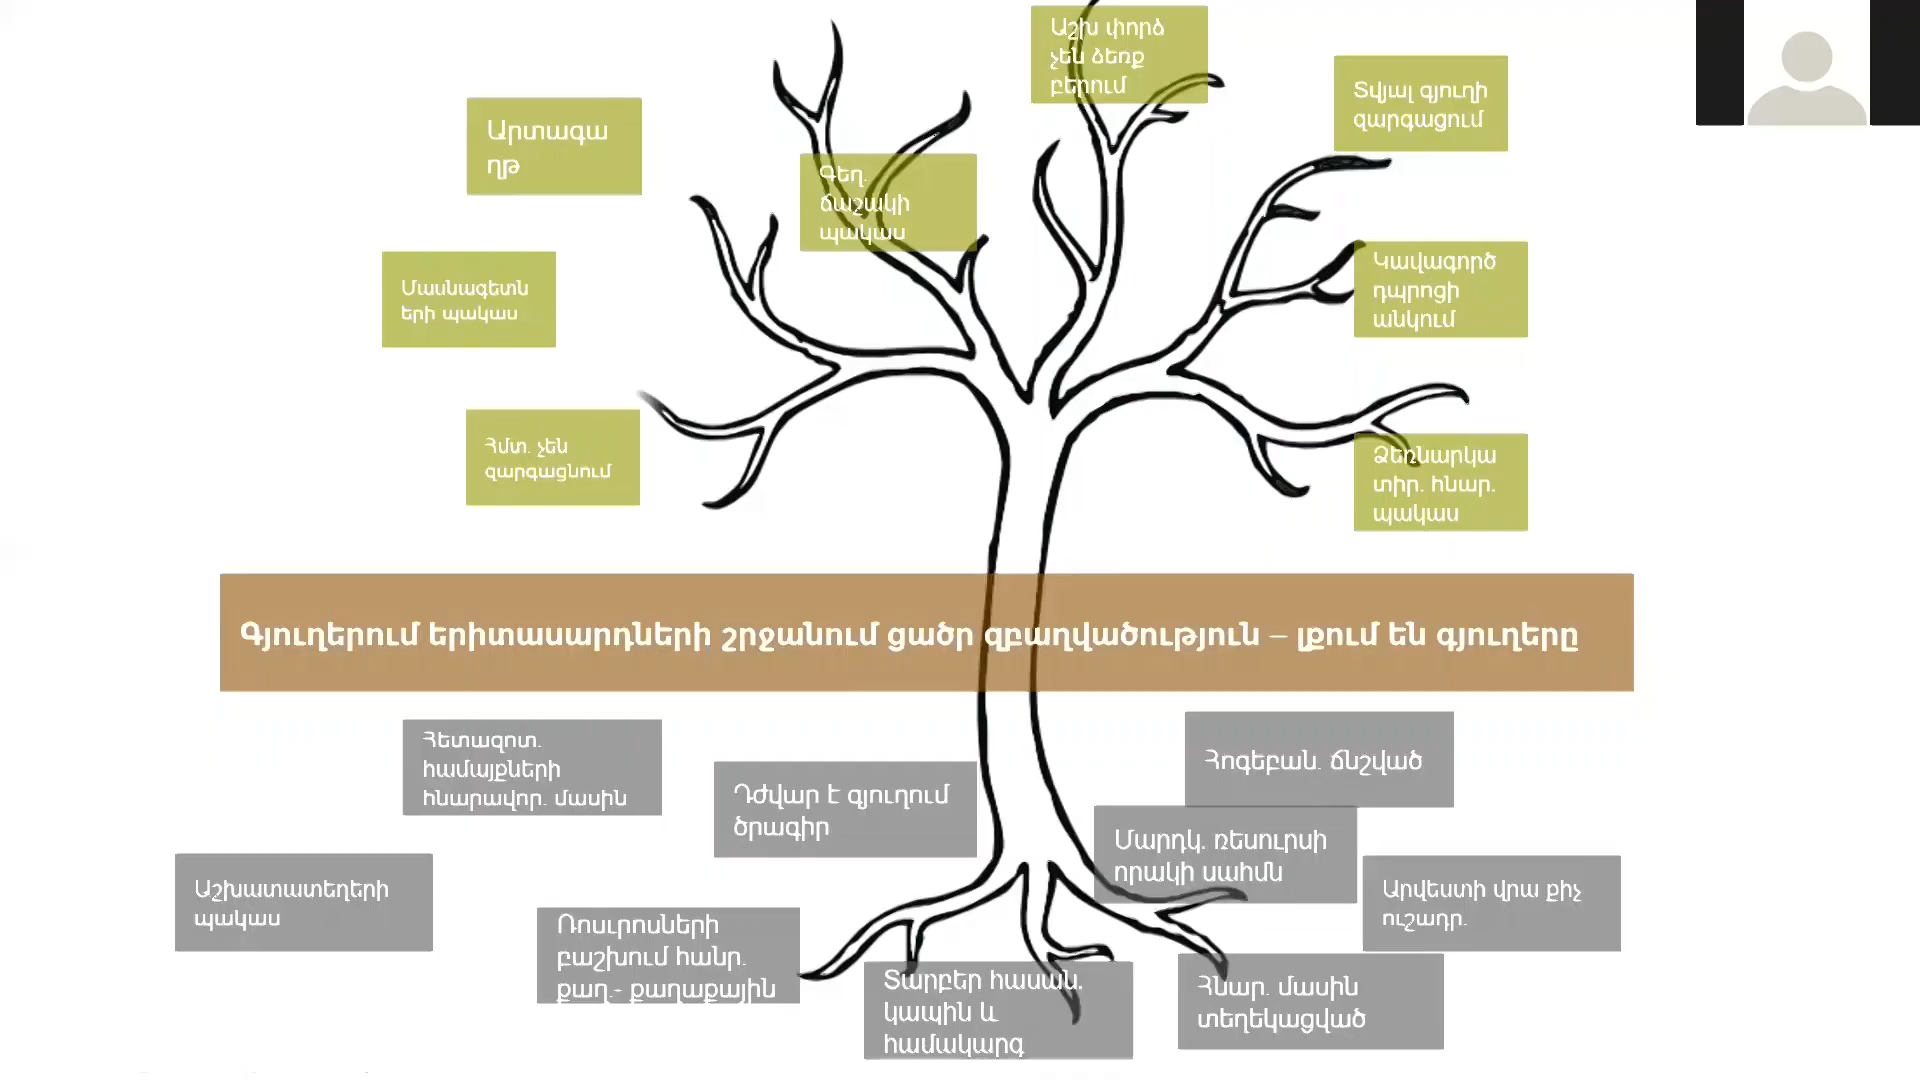 Աշխ փորձ
չեն ձեռք
բերում
Տվյալ գյուղի
զարգացում
Արտագա
ղթ
Գեղ.
ճաշակի
պակաս
Մասնագետն
երի պակաս
Կավագործ
դպրոցի
անկում
Հմտ. չեն
զարգացնում
Ձեռնարկա
տիր. հնար.
պակաս
Գյուղերում երիտասարդների շրջանում ցածր զբաղվածություն – լքում են գյուղերը
Հետազոտ.
համայքների
հնարավոր. մասին
Դժվար է գյուղում
ծրագիր
Հոգեբան. ճնշված
Մարդկ. ռեսուրսի
որակի սահմն
Աշխատատեղերի
պակաս
Արվեստի վրա քիչ
ուշադր.
Ռոսւրոսների
բաշխում հանր.
քաղ.- քաղաքային
Տարբեր հասան.
կապին և
համակարգ
Հնար. մասին
տեղեկացված